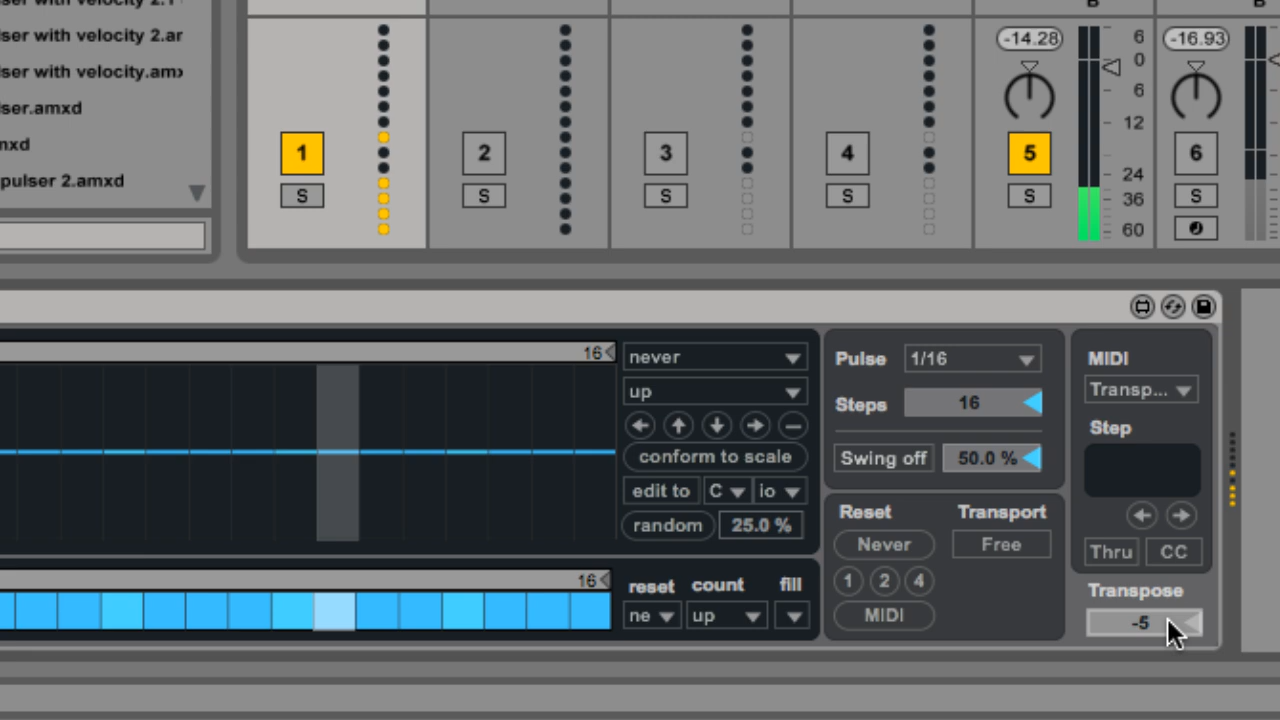 ser with velocity 2.ar
ser with velocity.amx
ser.amxd
nxd
pulser 2.amxd
B
-14.28
-16.93
6
0
6
12
24
36
60
1
2
3
4
5
6
S
S
S
S
S
S
16
never
up
conform to scale
edit to C io
random 25.0 %
16
reset count fill
ne up
Pulse 1/16
Steps 16
Swing off 50.0 %
Reset Transport
Never Free
1 2 4
MIDI
MIDI
Transp...
Step
Thru CC
Transpose
-5